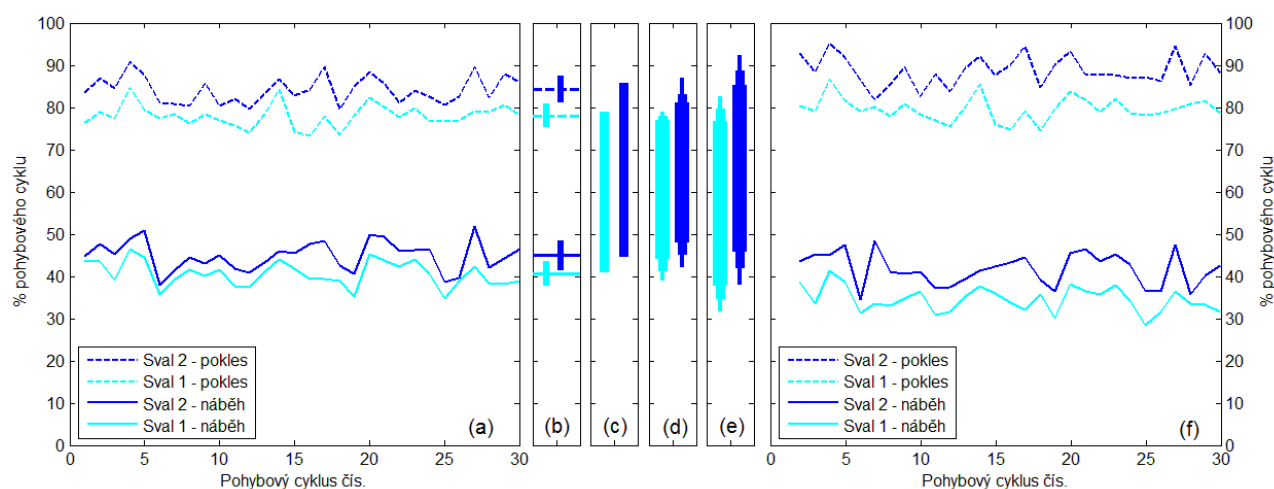 % pohybového cyklu
100
90
80
70
60
50
40
30
20
10
0
Sval 2 - pokles
Sval 1 - pokles
Sval 2 - náběh
Sval 1 - náběh
(a)
0
5
10
15
20
25
30
Pohybový cyklus čís.
(b)
(c)
(d)
(e)
Sval 2 - pokles
Sval 1 - pokles
Sval 2 - náběh
Sval 1 - náběh
(f)
0
5
10
15
20
25
30
Pohybový cyklus čís.
100
90
80
70
60
50
40
30
20
10
0
% pohybového cyklu